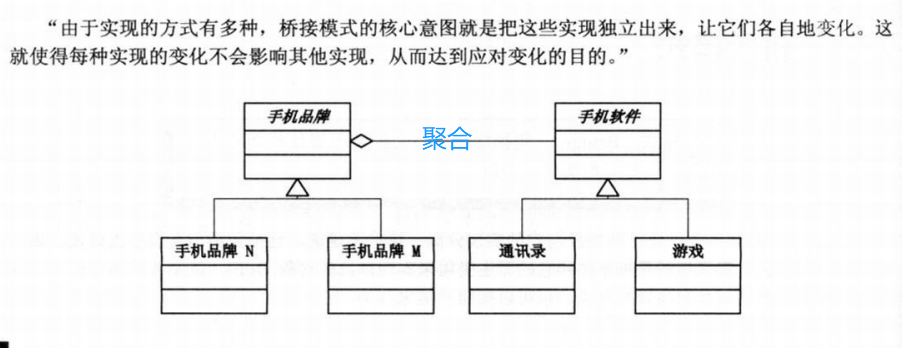 “由于实现的方式有多种，桥接模式的核心意图就是把这些实现独立出来，让它们各自地变化。这
就使得每种实现的变化不会影响其他实现，从而达到应对变化的目的。”
手机品牌
聚合
手机软件
手机品牌 N
手机品牌 M
通讯录
游戏